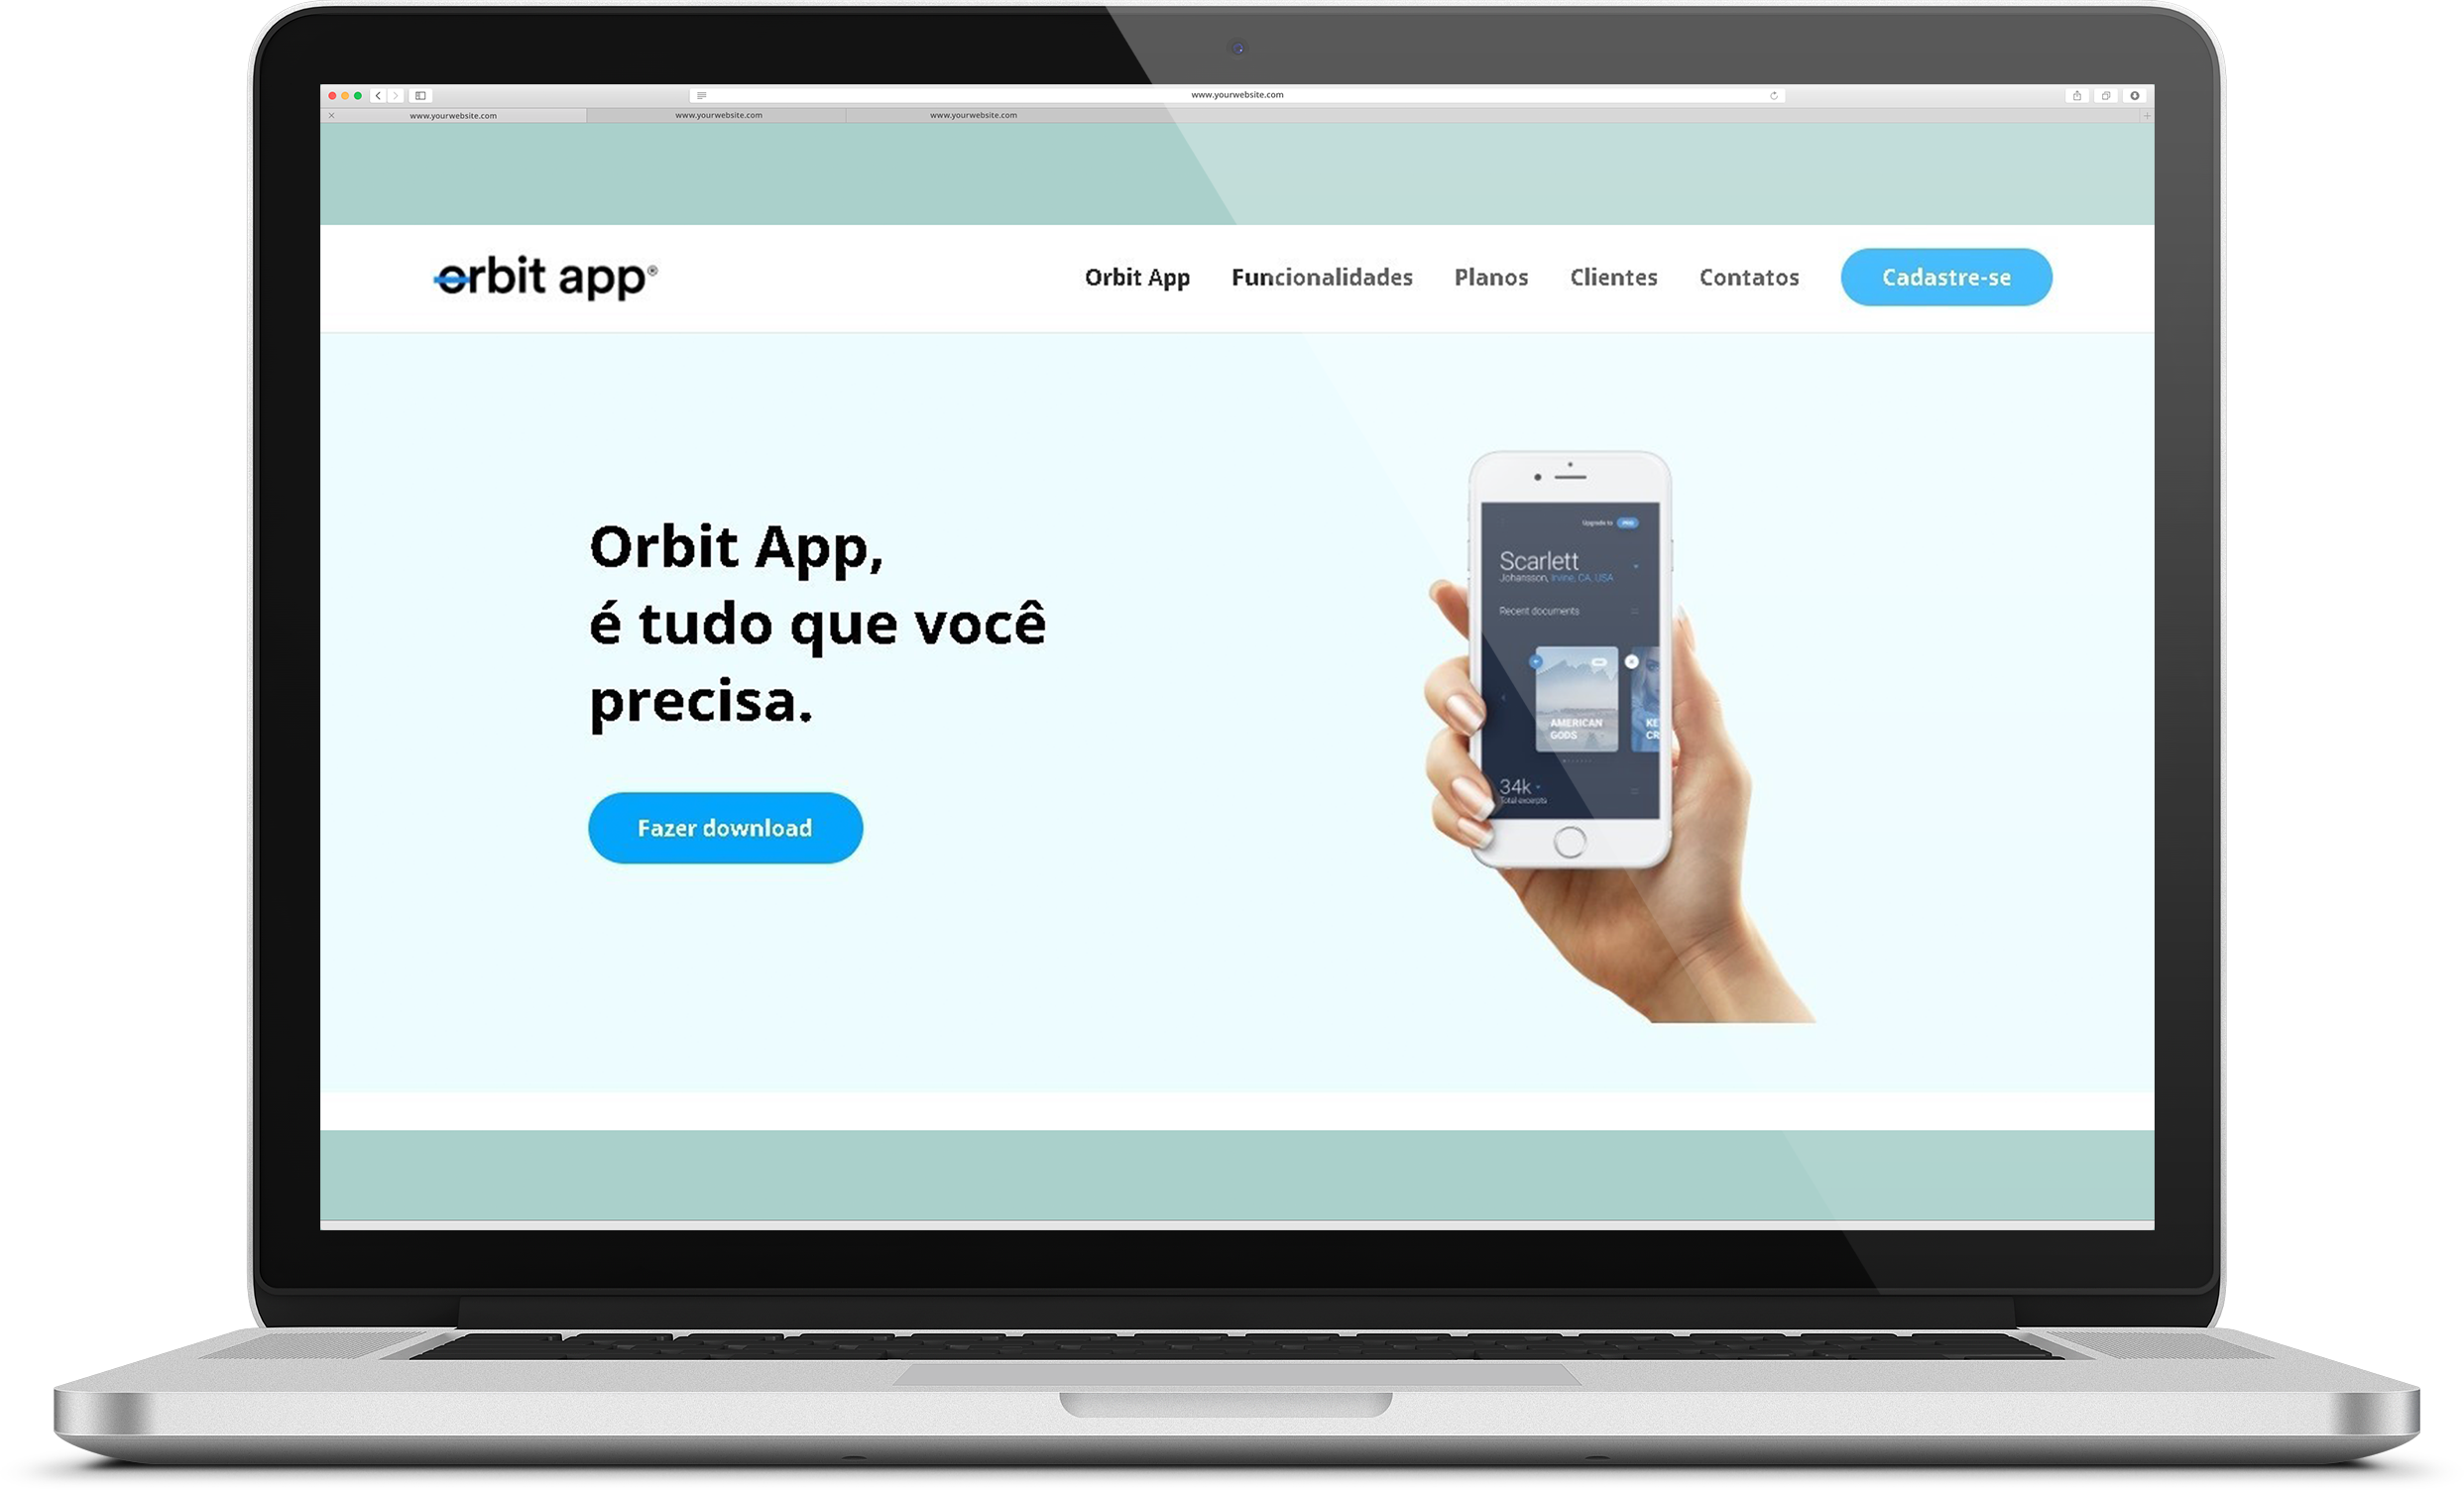 www.yourwebsite.com
www.yourwebsite.com www.yourwebsite.com www.yourwebsite.com
orbit app®
Orbit App Funcionalidades Planos Clientes Contatos Cadastre-se
Orbit App,
é tudo que você
precisa.
Fazer download
Upgrade to PRO
Scarlett
Johansson, Irvine, CA, USA
Recent documents
AMERICAN
GODS
KE
CR
34k
Total excerpts